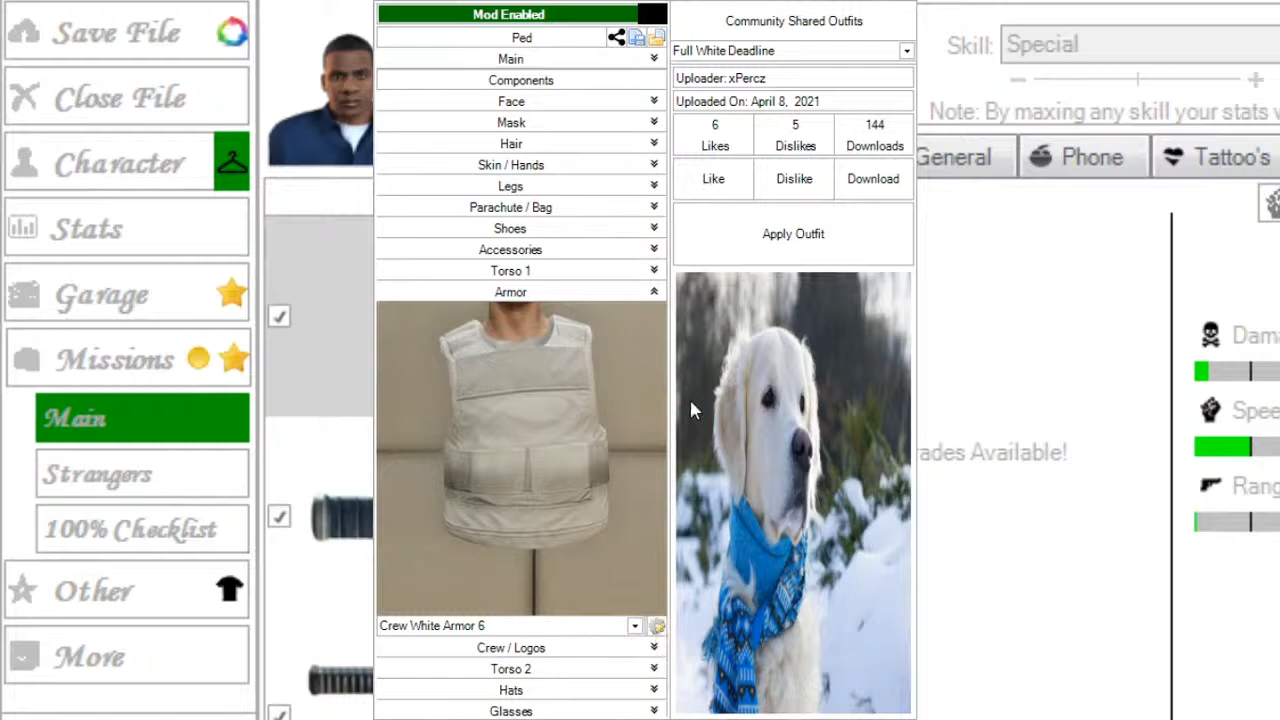 Save File
Close File
Character
Stats
Garage
Missions
Main
Strangers
100% Checklist
Other
More
Mod Enabled
Ped
Main
Components
Face
Mask
Hair
Skin / Hands
Legs
Parachute / Bag
Shoes
Accessories
Torso 1
Armor
Crew White Armor 6
Crew / Logos
Torso 2
Hats
Glasses
Community Shared Outfits
Full White Deadline
Uploader: xPercz
Uploaded On: April 8, 2021
6 5 144
Likes Dislikes Downloads
Like Dislike Download
Apply Outfit
Skill: Special
Note: By maxing any skill your stats
General Phone Tattoo's
Available!